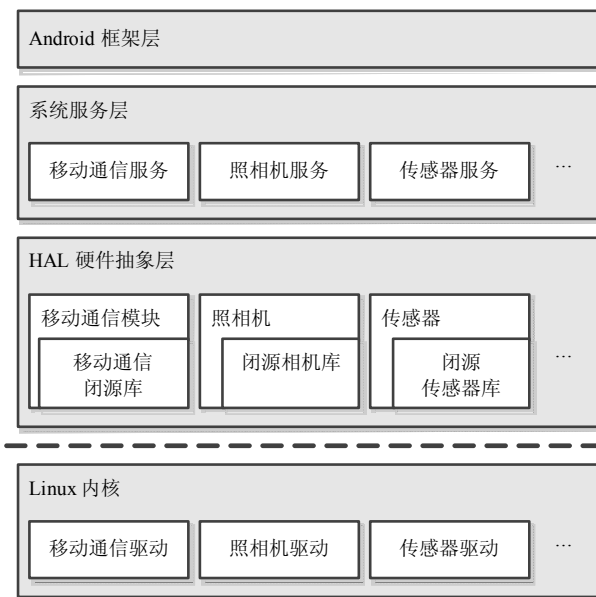 Android 框架层
系统服务层
移动通信服务 照相机服务 传感器服务 …
HAL 硬件抽象层
移动通信模块 照相机 传感器
移动通信 闭源相机库 闭源 …
闭源库 传感器库
Linux 内核
移动通信驱动 照相机驱动 传感器驱动 …